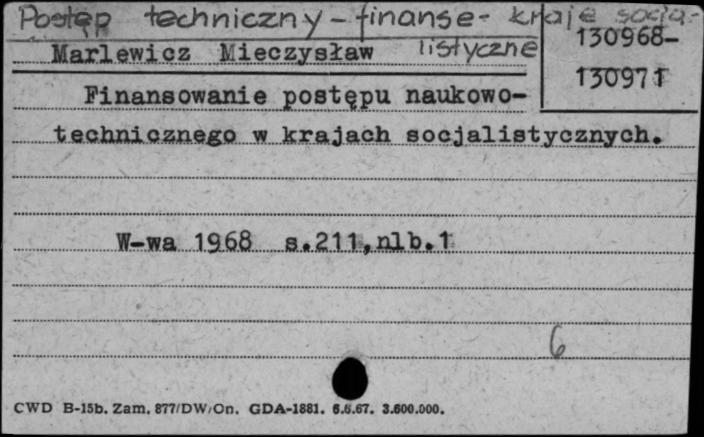 Postęp techniczny - finanse - kraje socja-
listyczne
130968-
130971
Marlewicz Mieczysław
Finansowanie postępu naukowo-
technicznego w krajach socjalistycznych.
W-wa 1968 s.211,nlb.1
6
CWD B-15b. Zam. 877/DW/On. GDA-1881. 6.6.67. 3.600.000.